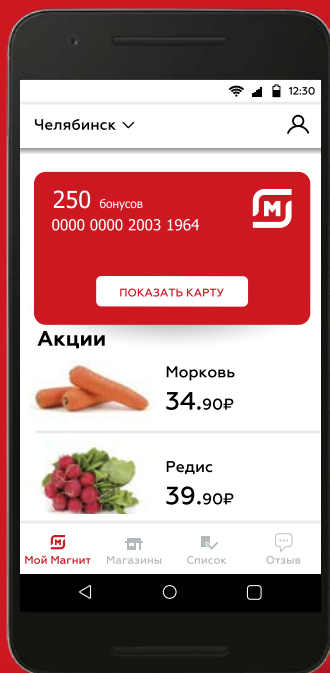 12:30
Челябинск
250 бонусов
0000 0000 2003 1964
М
ПОКАЗАТЬ КАРТУ
Акции
Морковь
34.90₽
Редис
39.90₽
М
Мой Магнит Магазины Список Отзыв